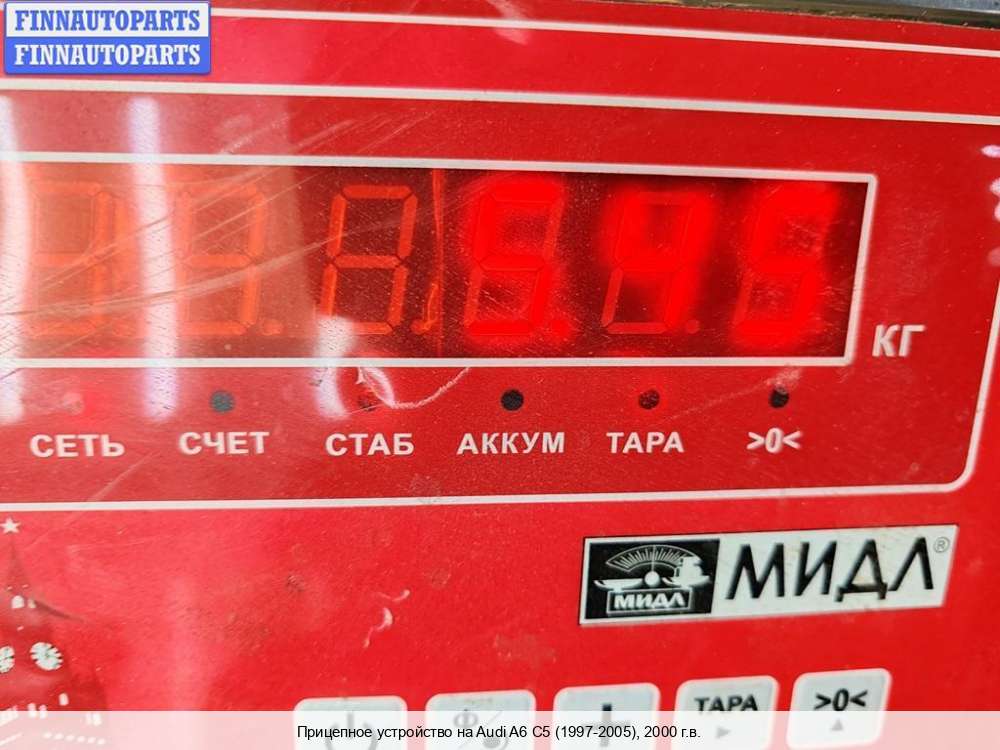 FINNAUTOPARTS
FINNAUTOPARTS
КГ
СЕТЬ СЧЕТ СТАБ АККУМ ТАРА >0<
МИДЛ МИДЛ®
ТАРА >0<
Прицепное устройство на Audi A6 C5 (1997-2005), 2000 г.в.